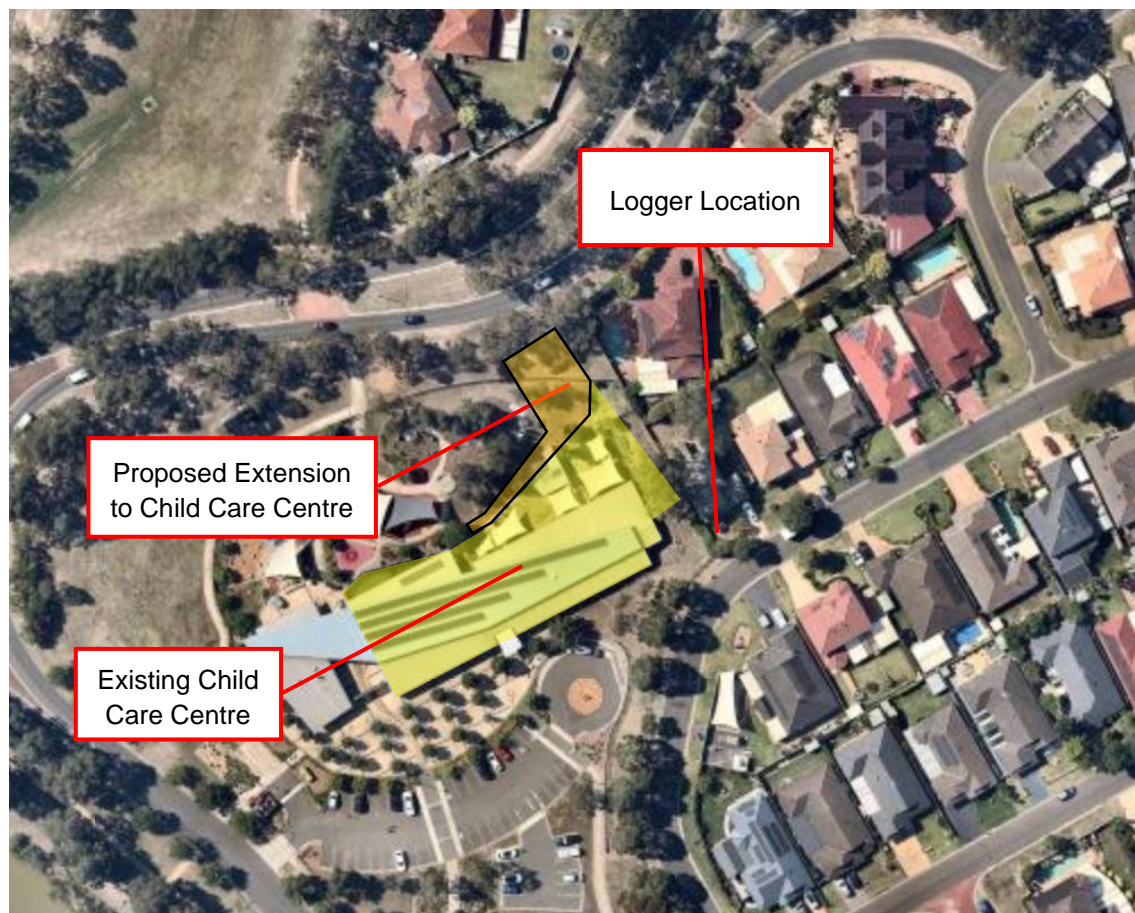 Logger Location
Proposed Extension
to Child Care Centre
Existing Child
Care Centre